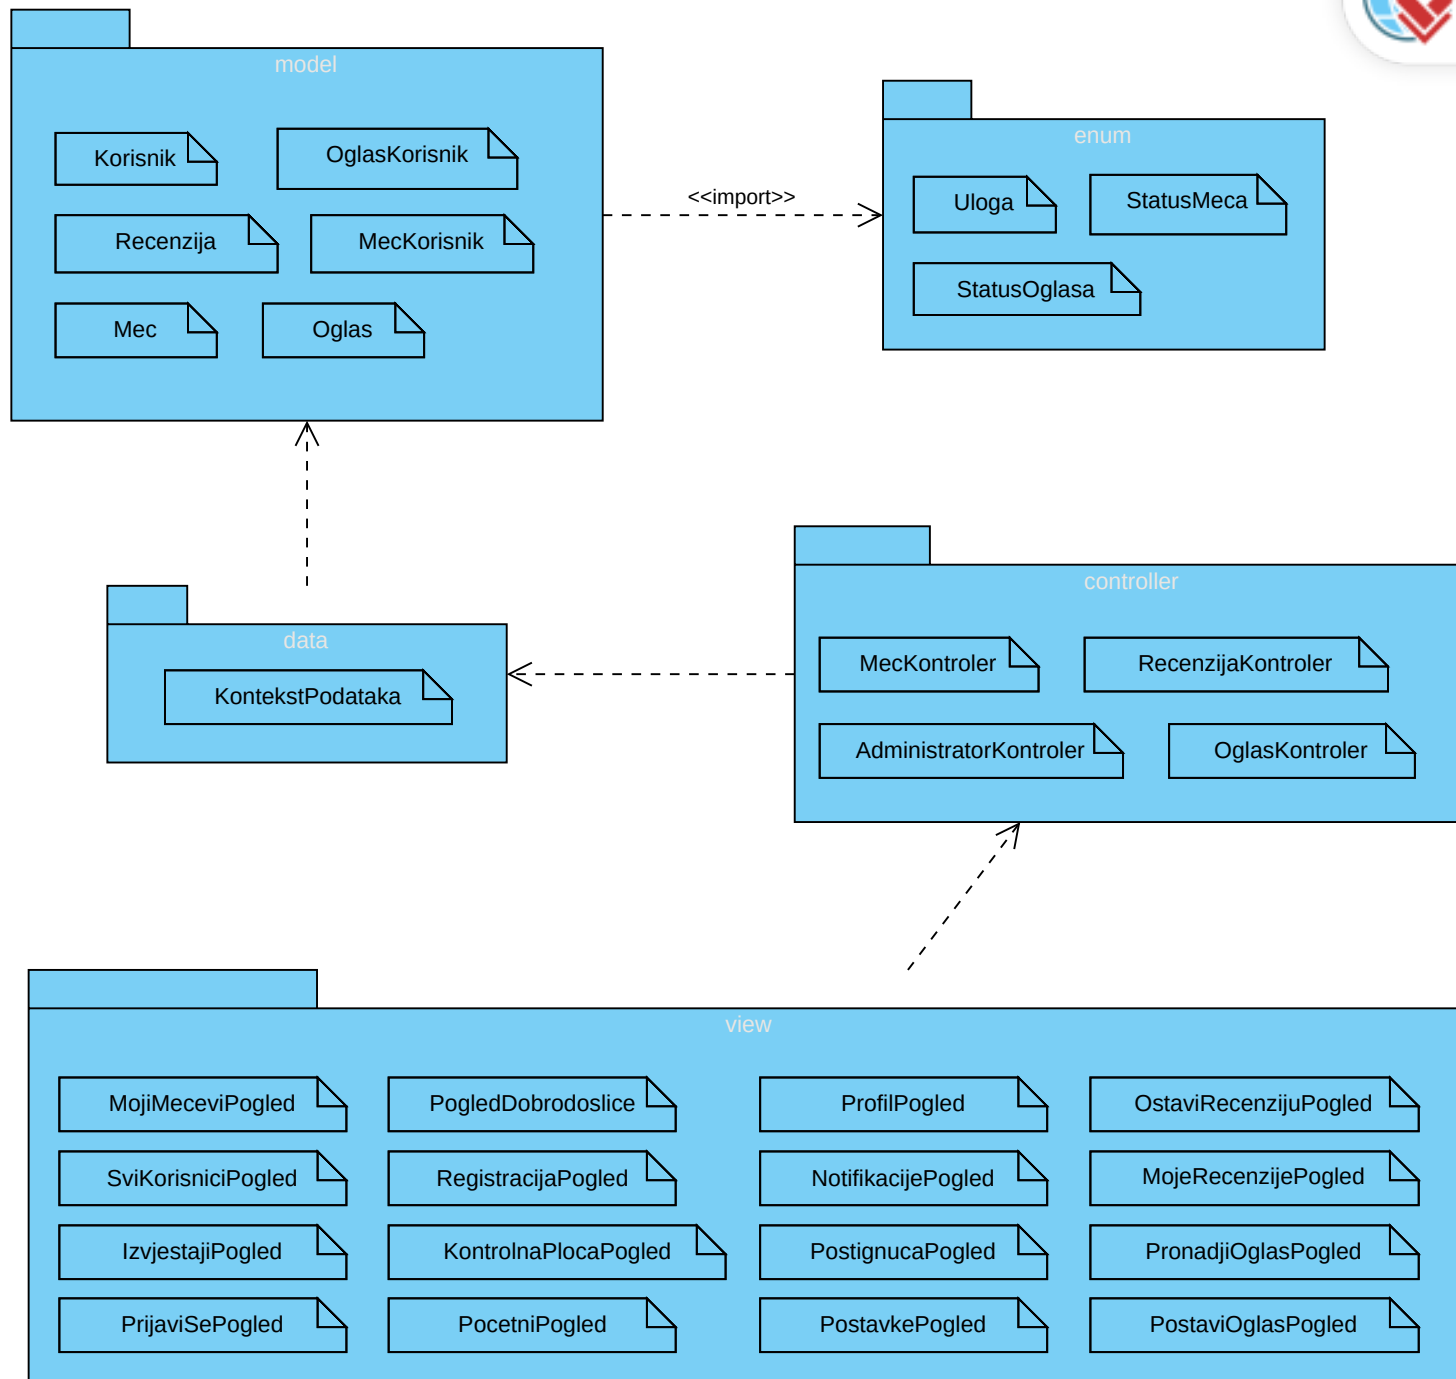 model
Korisnik
OglasKorisnik
Recenzija
MecKorisnik
Mec
Oglas
<<import>>
enum
Uloga
StatusMeca
StatusOglasa
data
KontekstPodataka
controller
MecKontroler
RecenzijaKontroler
AdministratorKontroler
OglasKontroler
view
MojiMeceviPogled
PogledDobrodoslice
ProfilPogled
OstaviRecenzijuPogled
SviKorisniciPogled
RegistracijaPogled
NotifikacijePogled
MojeRecenzijePogled
IzvjestajiPogled
KontrolnaPlocaPogled
PostignucaPogled
PronadjiOglasPogled
PrijaviSePogled
PocetniPogled
PostavkePogled
PostaviOglasPogled